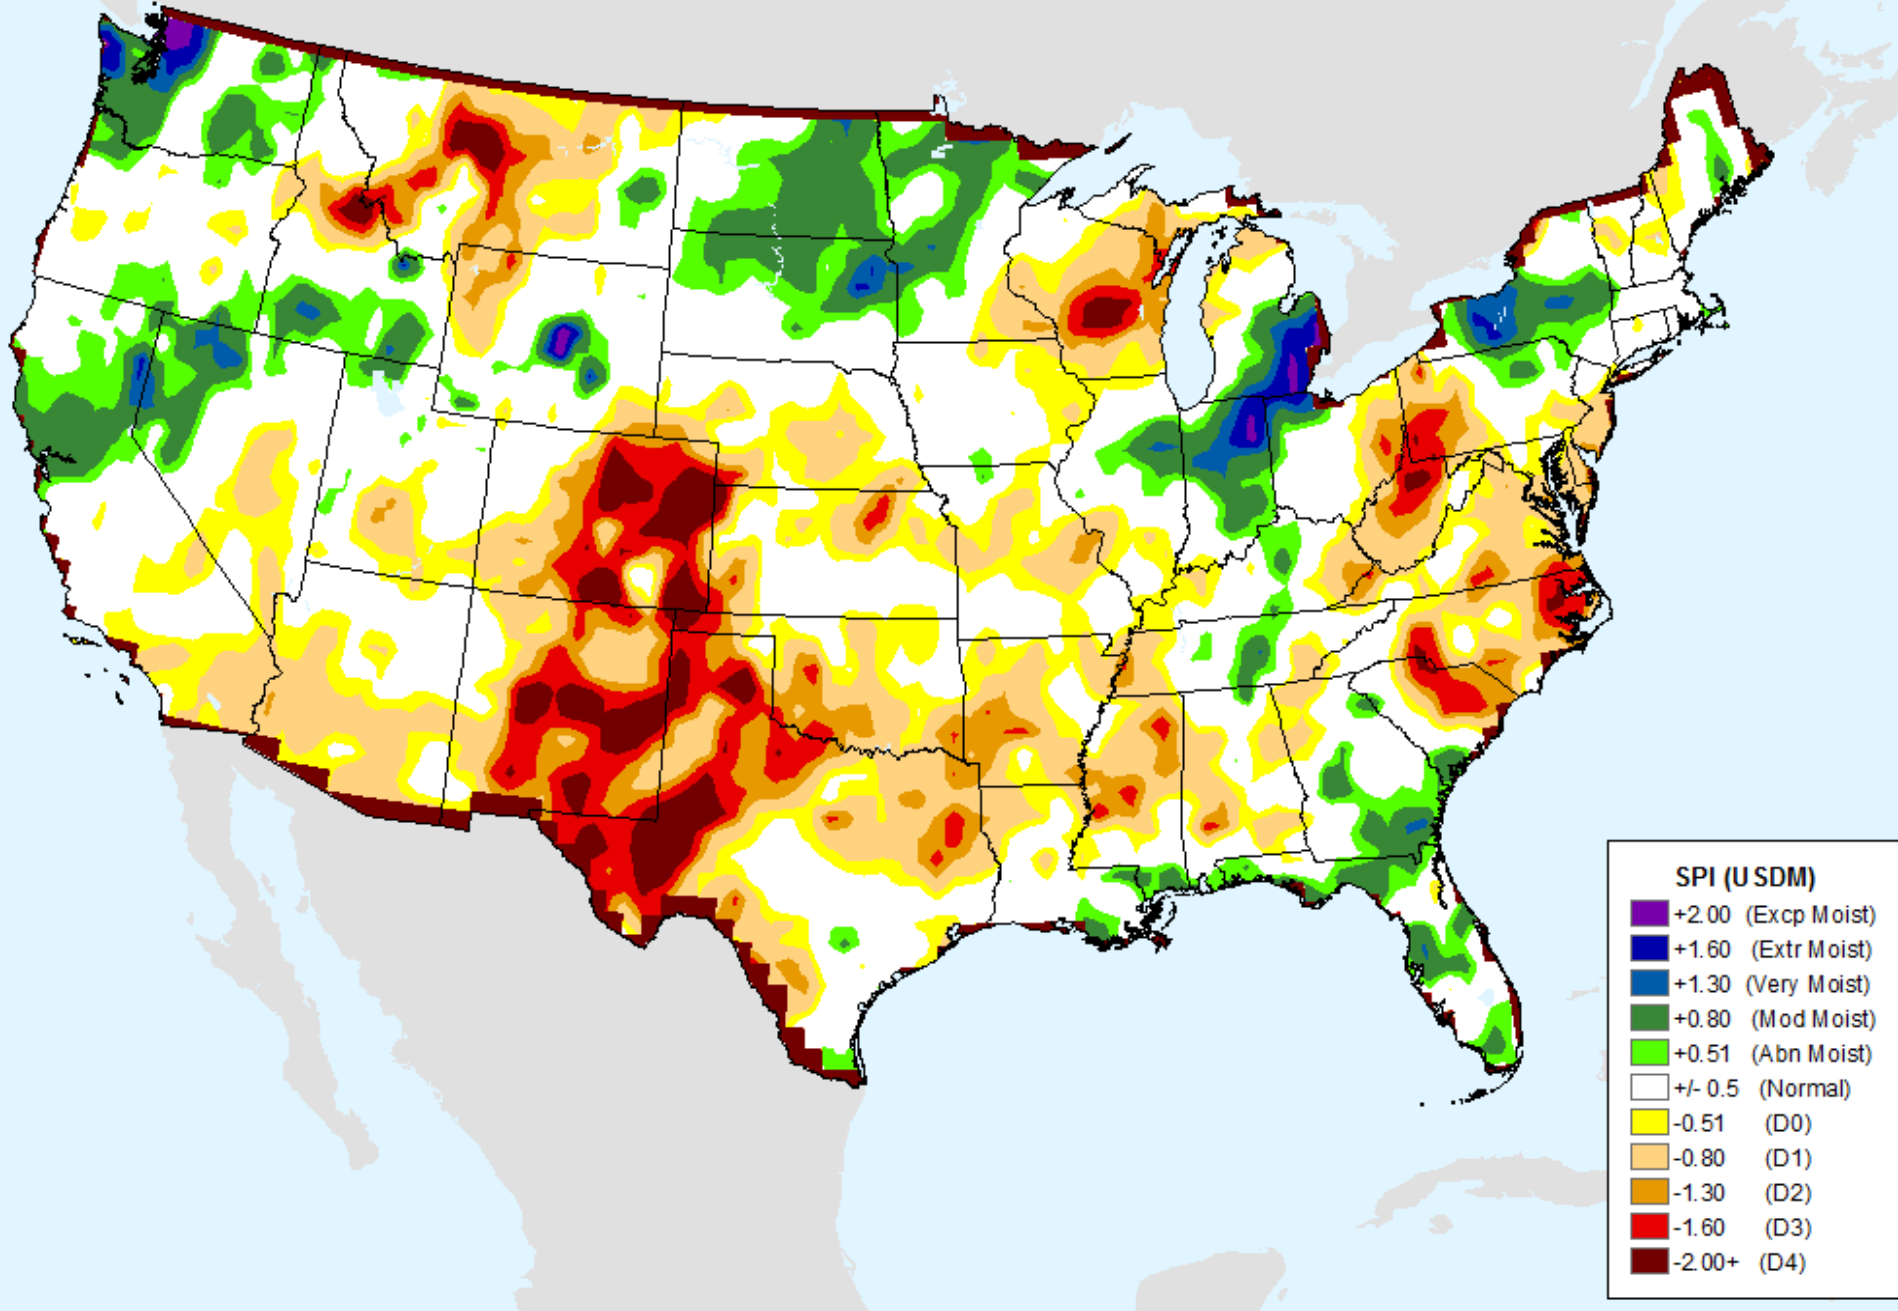 SPI (USDM)
+2.00 (Excp Moist)
+1.60 (Extr Moist)
+1.30 (Very Moist)
+0.80 (Mod Moist)
+0.51 (Abn Moist)
+/- 0.5 (Normal)
-0.51 (D0)
-0.80 (D1)
-1.30 (D2)
-1.60 (D3)
-2.00+ (D4)